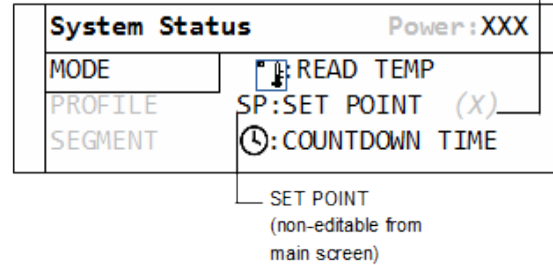 System Status Power:XXX
MODE :READ TEMP
PROFILE SP:SET POINT (X)
SEGMENT :COUNTDOWN TIME
SET POINT
(non-editable from
main screen)